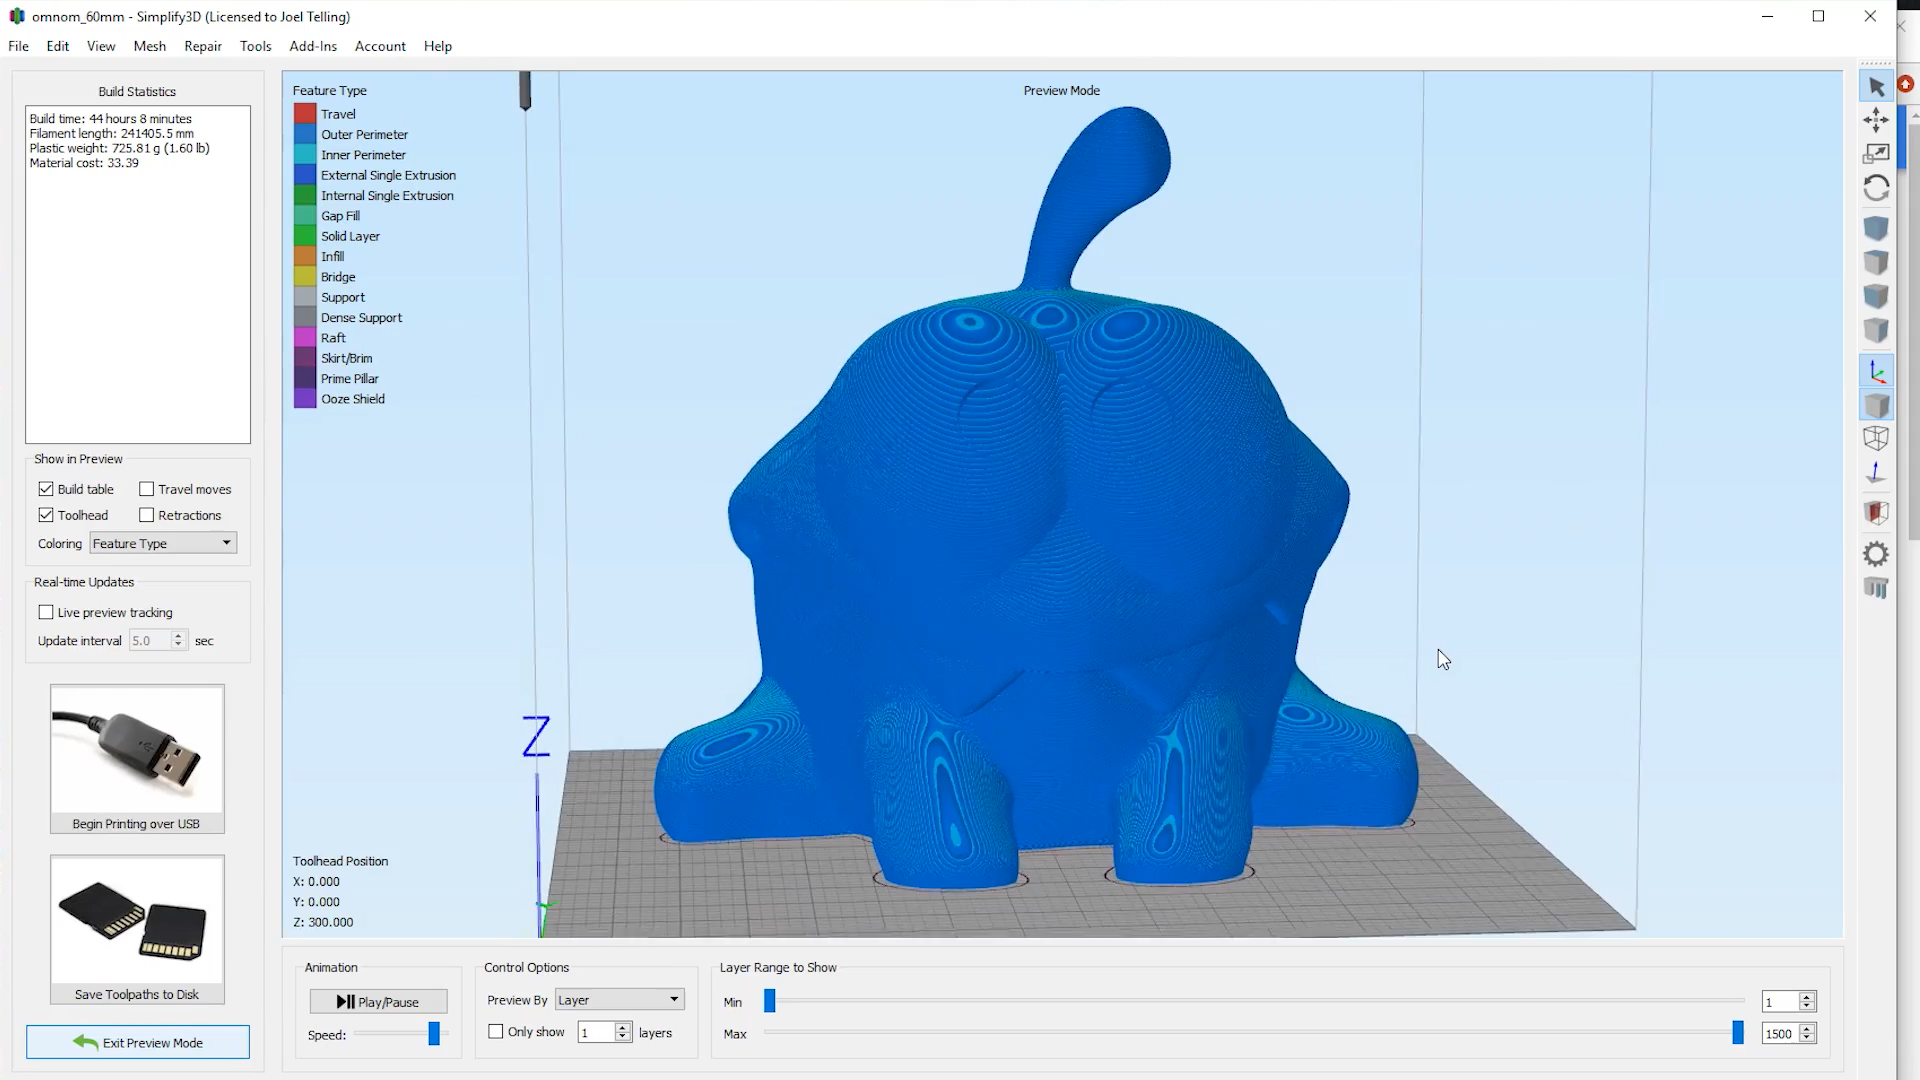 omnom_60mm - Simplify3D (Licensed to Joel Telling)
File Edit View Mesh Repair Tools Add-Ins Account Help
Build Statistics
Build time: 44 hours 8 minutes
Filament length: 241405.5 mm
Plastic weight: 725.81 g (1.60 lb)
Material cost: 33.39
Show in Preview
Build table Travel moves
Toolhead Retractions
Coloring Feature Type
Real-time Updates
Live preview tracking
Update interval 5.0 sec
Begin Printing over USB
Save Toolpaths to Disk
Exit Preview Mode
Feature Type
Travel
Outer Perimeter
Inner Perimeter
External Single Extrusion
Internal Single Extrusion
Gap Fill
Solid Layer
Infill
Bridge
Support
Dense Support
Raft
Skirt/Brim
Prime Pillar
Ooze Shield
Preview Mode
Z
Toolhead Position
X: 0.000
Y: 0.000
Z: 300.000
Animation
Play/Pause
Speed:
Control Options
Preview By Layer
Only show 1 layers
Layer Range to Show
Min 1
Max 1500